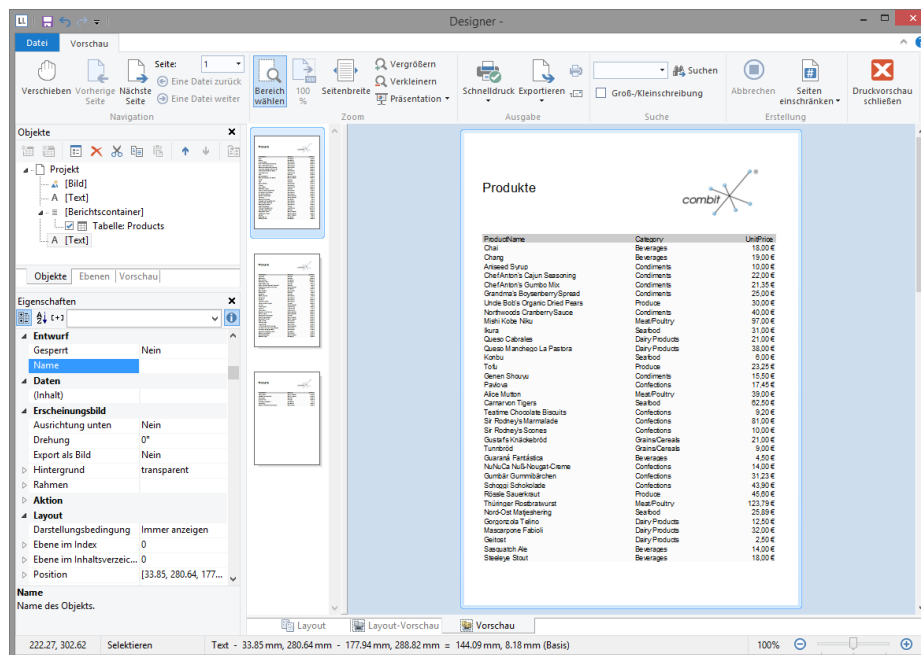 LL
Designer -
Datei
Vorschau
Verschieben
Vorherige Seite
Nächste Seite
Seite:
1
Eine Datei zurück
Eine Datei weiter
Navigation
Bereich wählen
100 %
Seitenbreite
Vergrößern
Verkleinern
Präsentation
Zoom
Schnelldruck
Exportieren
Ausgabe
Suchen
Groß-/Kleinschreibung
Suche
Abbrechen
Seiten einschränken
Erstellung
Druckvorschau schließen
Objekte
Projekt
[Bild]
A [Text]
[Berichtscontainer]
Tabelle: Products
A [Text]
Objekte Ebenen Vorschau
Eigenschaften
Entwurf
Gesperrt Nein
Name
Daten
(Inhalt)
Erscheinungsbild
Ausrichtung unten Nein
Drehung 0°
Export als Bild Nein
Hintergrund transparent
Rahmen
Aktion
Layout
Darstellungsbedingung Immer anzeigen
Ebene im Index 0
Ebene im Inhaltsverzeic... 0
Position [33.85, 280.64, 177...
Name
Name des Objekts.
Produkte
combit
ProductName Category UnitPrice
Chai Beverages 18,00 €
Chang Beverages 19,00 €
Aniseed Syrup Condiments 10,00 €
Chef Anton's Cajun Seasoning Condiments 22,00 €
Chef Anton's Gumbo Mix Condiments 21,35 €
Grandma's Boysenberry Spread Condiments 25,00 €
Uncle Bob's Organic Dried Pears Produce 30,00 €
Northwoods Cranberry Sauce Condiments 40,00 €
Mishi Kobe Niku Meat/Poultry 97,00 €
Ikura Seafood 31,00 €
Queso Cabrales Dairy Products 21,00 €
Queso Manchego La Pastora Dairy Products 38,00 €
Konbu Seafood 6,00 €
Tofu Produce 23,25 €
Genen Shouyu Condiments 15,50 €
Pavlova Confections 17,45 €
Alice Mutton Meat/Poultry 39,00 €
Carnarvon Tigers Seafood 62,50 €
Teatime Chocolate Biscuits Confections 9,20 €
Sir Rodney's Marmalade Confections 81,00 €
Sir Rodney's Scones Confections 10,00 €
Gustaf's Knäckebröd Grains/Cereals 21,00 €
Tunnbröd Grains/Cereals 9,00 €
Guaraná Fantástica Beverages 4,50 €
NuNuCa Nuß-Nougat-Creme Confections 14,00 €
Gumbär Gummibärchen Confections 31,23 €
Schoggi Schokolade Confections 43,90 €
Rössle Sauerkraut Produce 45,60 €
Thüringer Rostbratwurst Meat/Poultry 123,79 €
Nord-Ost Matjeshering Seafood 25,89 €
Gorgonzola Telino Dairy Products 12,50 €
Mascarpone Fabioli Dairy Products 32,00 €
Geitost Dairy Products 2,50 €
Sasquatch Ale Beverages 14,00 €
Steeleye Stout Beverages 18,00 €
Layout Layout-Vorschau Vorschau
222.27, 302.62 Selektieren Text - 33.85 mm, 280.64 mm - 177.94 mm, 288.82 mm = 144.09 mm, 8.18 mm (Basis) 100%